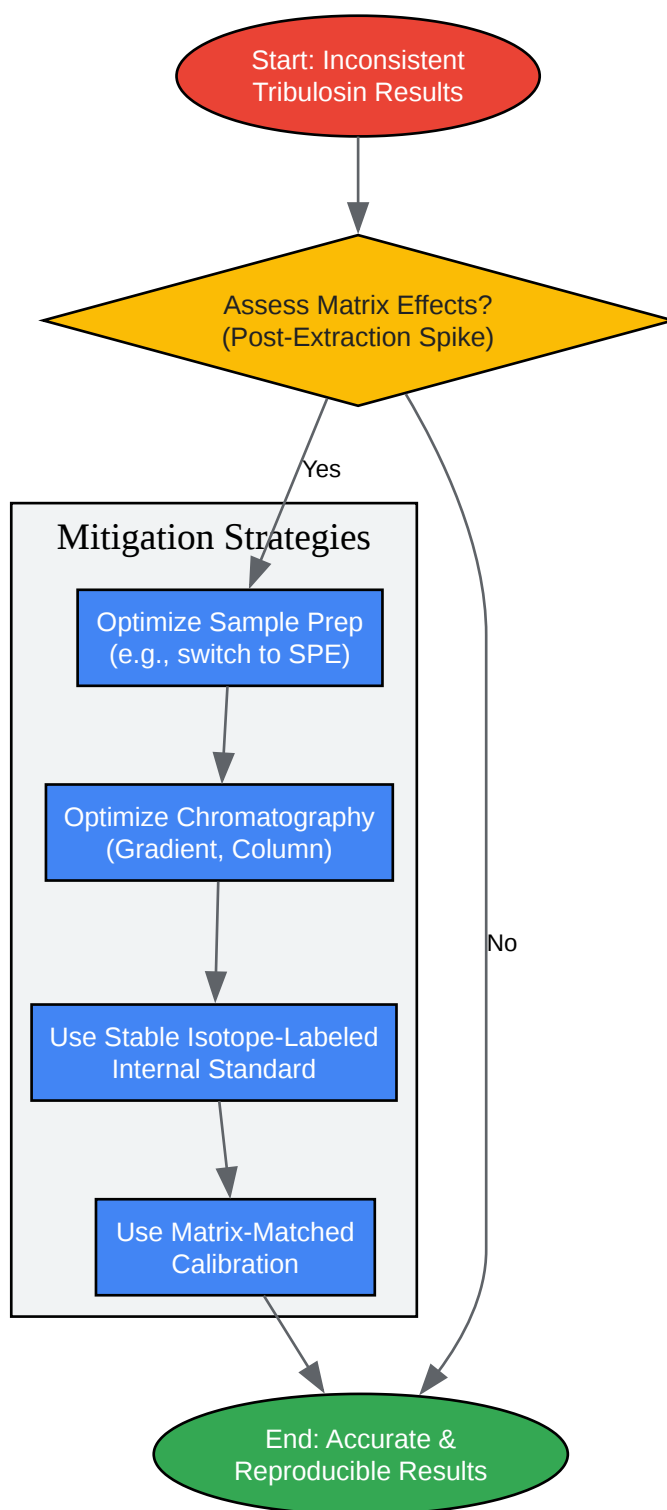 Start: Inconsistent
Tribulosin Results
Assess Matrix Effects?
(Post-Extraction Spike)
Yes
Mitigation Strategies
Optimize Sample Prep
(e.g., switch to SPE)
Optimize Chromatography
(Gradient, Column)
No
Use Stable Isotope-Labeled
Internal Standard
Use Matrix-Matched
Calibration
End: Accurate &
Reproducible Results